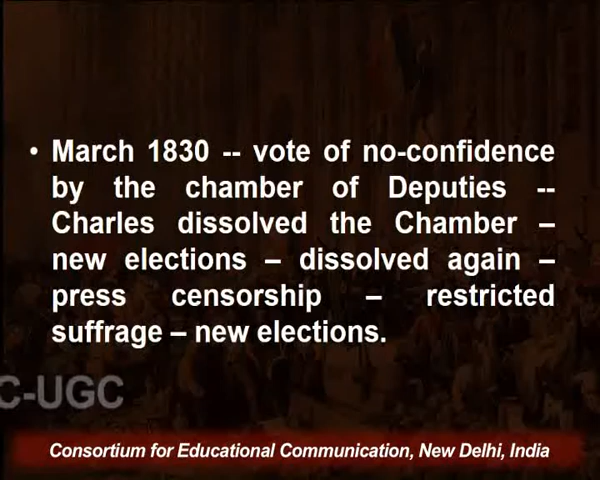 • March 1830 -- vote of no-confidence
by the chamber of Deputies --
Charles dissolved the Chamber –
new elections – dissolved again –
press censorship – restricted
suffrage – new elections.
C-UGC
Consortium for Educational Communication, New Delhi, India